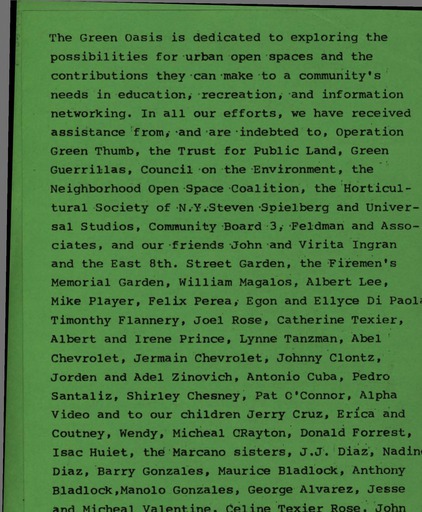 The Green Oasis is dedicated to exploring the
possibilities for urban open spaces and the
contributions they can make to a community's
needs in education, recreation, and information
networking. In all our efforts, we have received
assistance from, and are indebted to, Operation
Green Thumb, the Trust for Public Land, Green
Guerrillas, Council on the Environment, the
Neighborhood Open Space Coalition, the Horticul-
tural Society of N.Y.Steven Spielberg and Univer-
sal Studios, Community Board 3, Feldman and Asso-
ciates, and our friends John and Virita Ingran
and the East 8th. Street Garden, the Firemen's
Memorial Garden, William Magalos, Albert Lee,
Mike Player, Felix Perea, Egon and Ellyce Di Paola
Timonthy Flannery, Joel Rose, Catherine Texier,
Albert and Irene Prince, Lynne Tanzman, Abel
Chevrolet, Jermain Chevrolet, Johnny Clontz,
Jorden and Adel Zinovich, Antonio Cuba, Pedro
Santaliz, Shirley Chesney, Pat O'Connor, Alpha
Video and to our children Jerry Cruz, Erica and
Coutney, Wendy, Micheal CRayton, Donald Forrest,
Isac Huiet, the Marcano sisters, J.J. Diaz, Nadin
Diaz, Barry Gonzales, Maurice Bladlock, Anthony
Bladlock,Manolo Gonzales, George Alvarez, Jesse
and Micheal Valentine, Celine Texier Rose, John